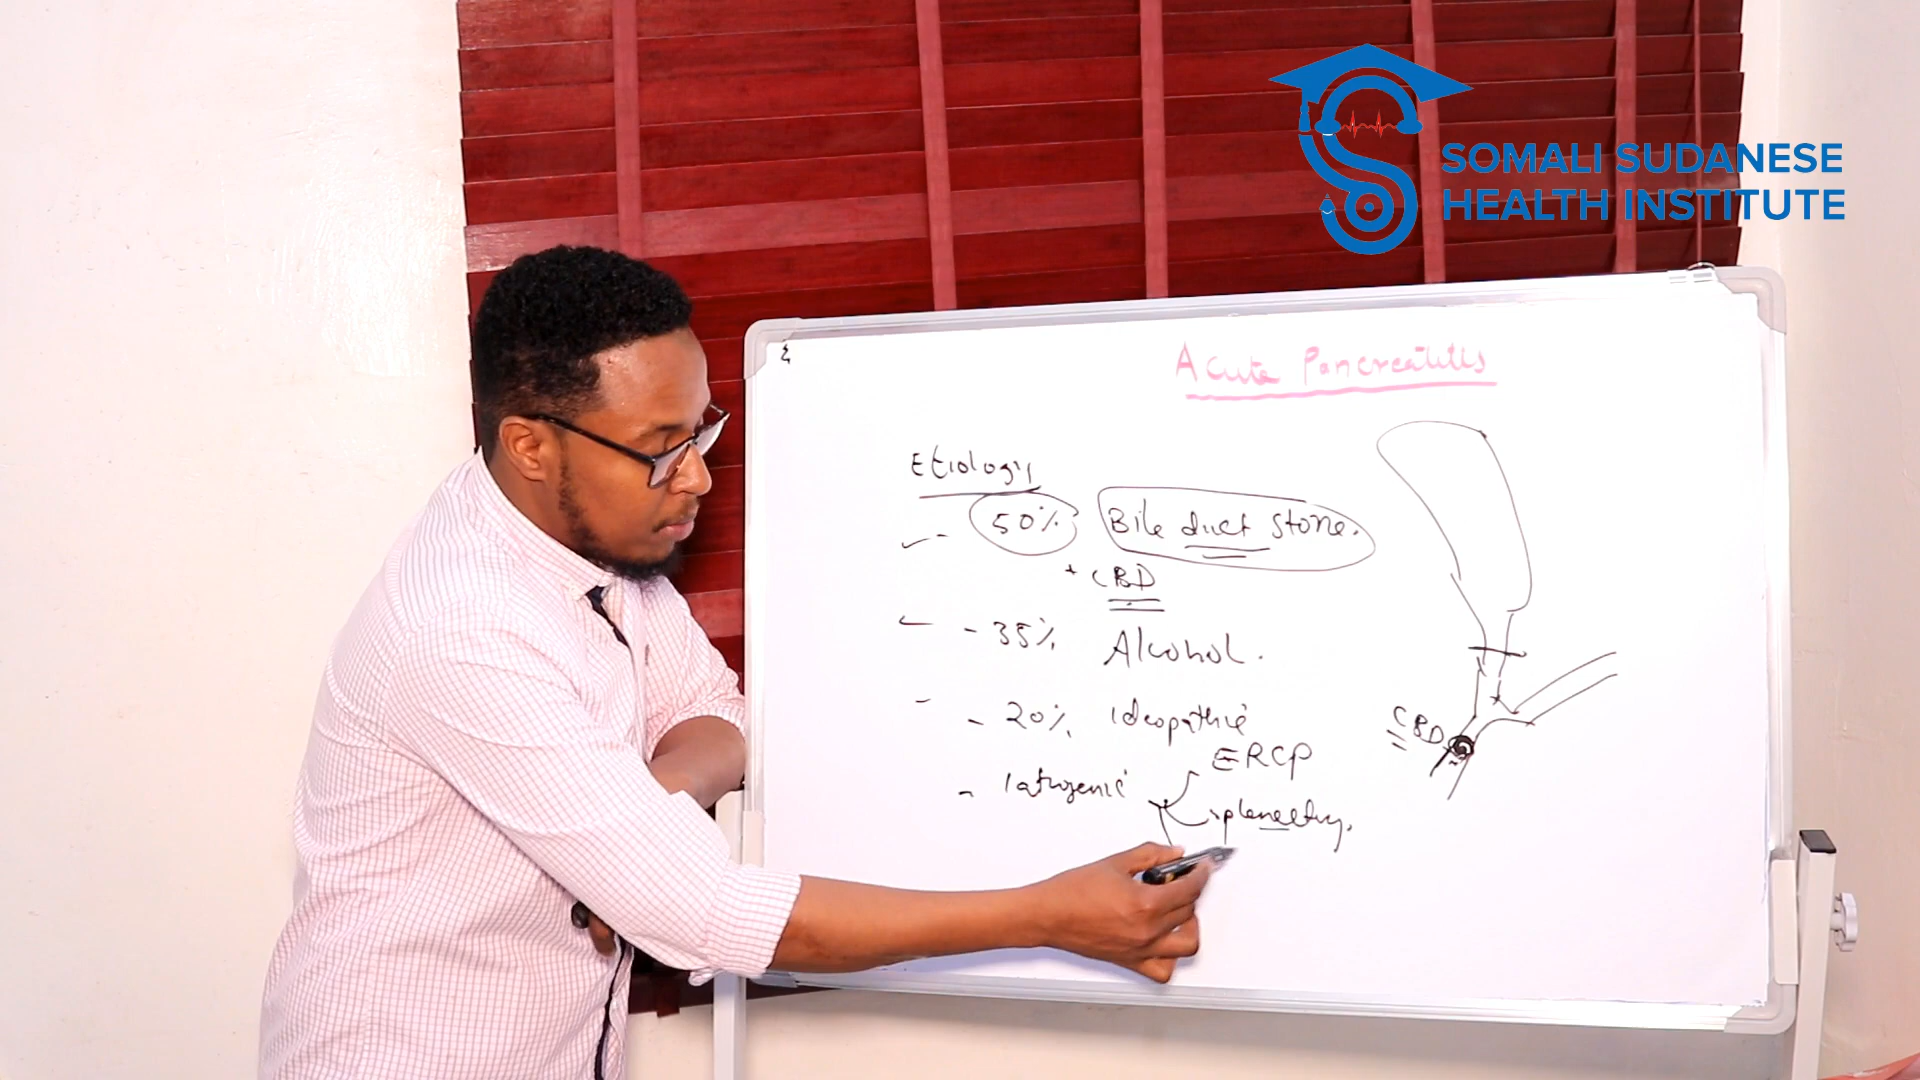 SOMALI SUDANESE
HEALTH INSTITUTE
Acute Pancreatitis
Etiology
- 50% Bile duct stone.
+ CBD
- 35% Alcohol.
- 20% Ideopathic
- Iatrogenic
ERCP
CBD